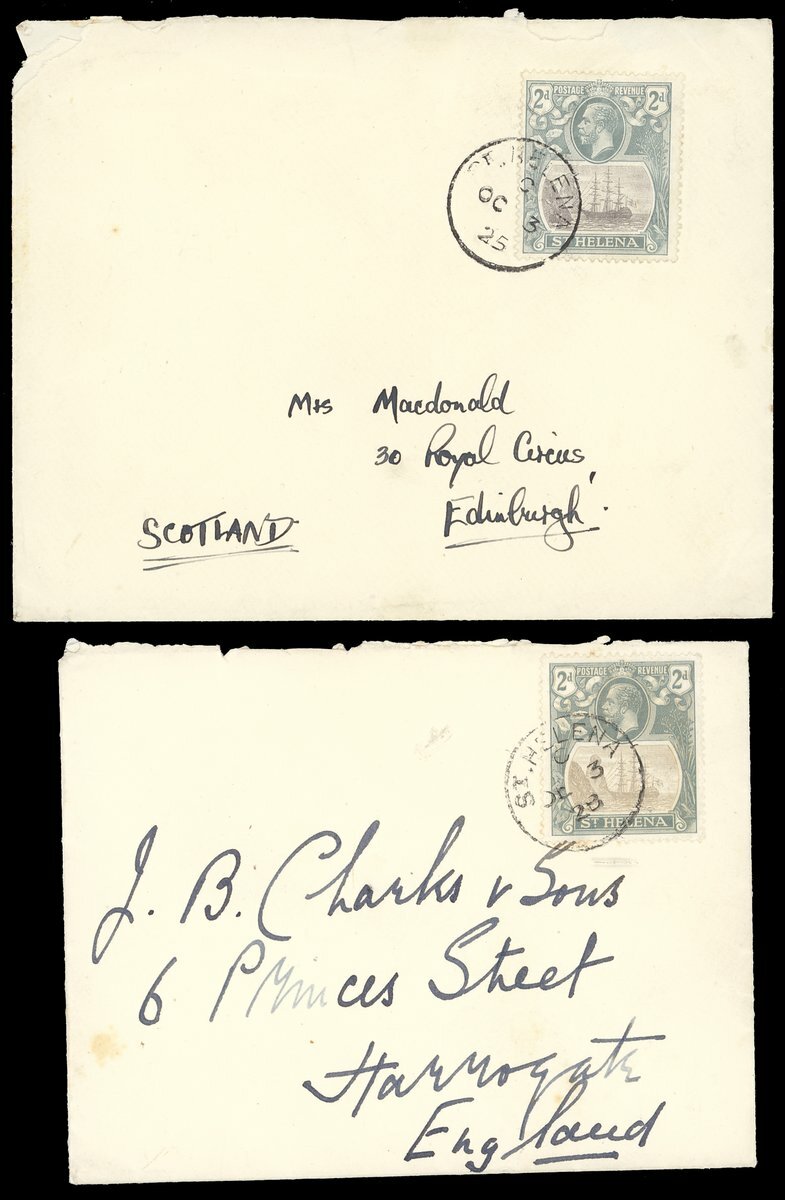 POSTAGE REVENUE
2d 2d
ST. HELENA
C
OC 3
25
ST HELENA
Mrs Macdonald
30 Royal Circus,
Edinburgh.
SCOTLAND
POSTAGE REVENUE
2d 2d
ST. HELENA
C
3
ST HELENA
J. B. Charles & Sons
6 Princes Street
Harrogate
England